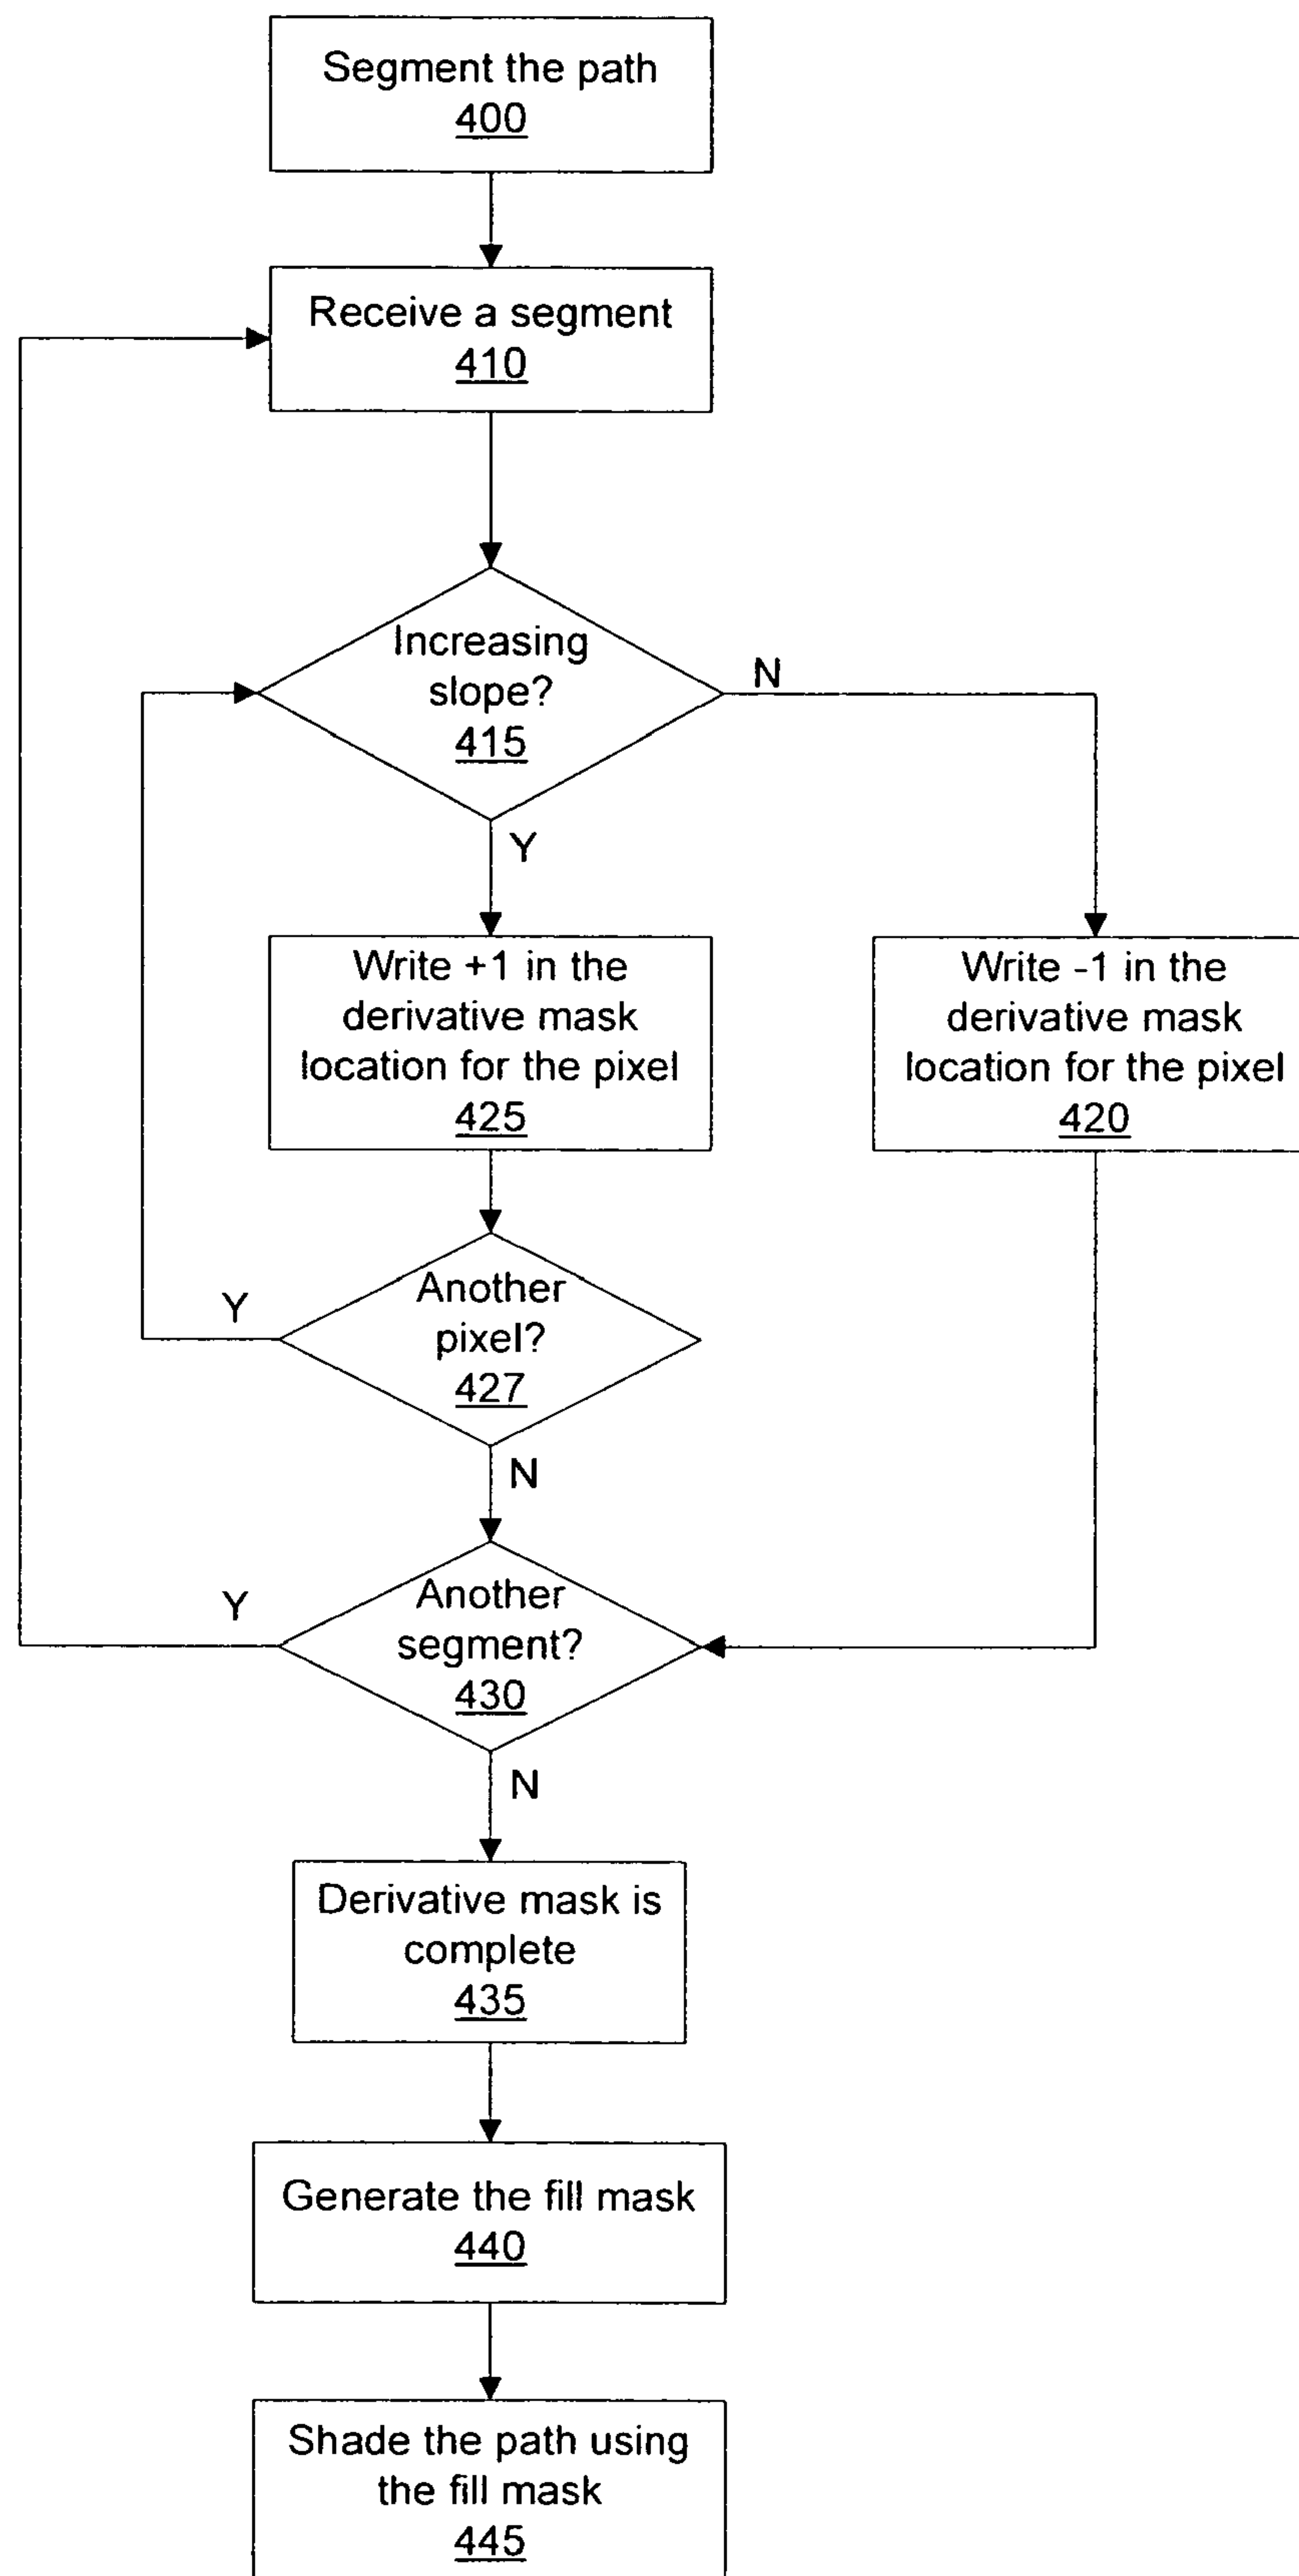 Segment the path
400
Receive a segment
410
Increasing
slope?
415
N
Y
Write +1 in the
derivative mask
location for the pixel
425
Write -1 in the
derivative mask
location for the pixel
420
Another
pixel?
427
Y
N
Another
segment?
430
Y
N
Derivative mask is
complete
435
Generate the fill mask
440
Shade the path using
the fill mask
445